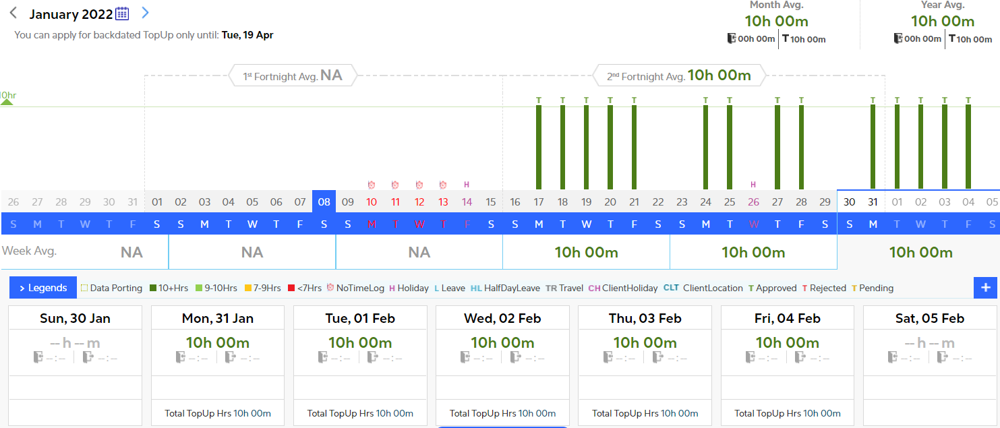 January 2022
You can apply for backdated TopUp only until: Tue, 19 Apr
Month Avg.
10h 00m
00h 00m T 10h 00m
Year Avg.
10h 00m
00h 00m T 10h 00m
1st Fortnight Avg. NA
2nd Fortnight Avg. 10h 00m
10hr
T T T T T T T T T T T T T T
H H
26 27 28 29 30 31 01 02 03 04 05 06 07 08 09 10 11 12 13 14 15 16 17 18 19 20 21 22 23 24 25 26 27 28 29 30 31 01 02 03 04 05
S M T W T F S S M T W T F S S M T W T F S S M T W T F S S M T W T F S S M T W T F S
Week Avg. NA NA NA 10h 00m 10h 00m 10h 00m
> Legends Data Porting 10+Hrs 9-10Hrs 7-9Hrs <7Hrs NoTimeLog H Holiday L Leave HL HalfDayLeave TR Travel CH ClientHoliday CLT ClientLocation T Approved T Rejected T Pending +
Sun, 30 Jan Mon, 31 Jan Tue, 01 Feb Wed, 02 Feb Thu, 03 Feb Fri, 04 Feb Sat, 05 Feb
-- h -- m 10h 00m 10h 00m 10h 00m 10h 00m 10h 00m -- h -- m
--:-- --:-- --:-- --:-- --:-- --:-- --:-- --:-- --:-- --:-- --:-- --:-- --:-- --:--
Total TopUp Hrs 10h 00m Total TopUp Hrs 10h 00m Total TopUp Hrs 10h 00m Total TopUp Hrs 10h 00m Total TopUp Hrs 10h 00m